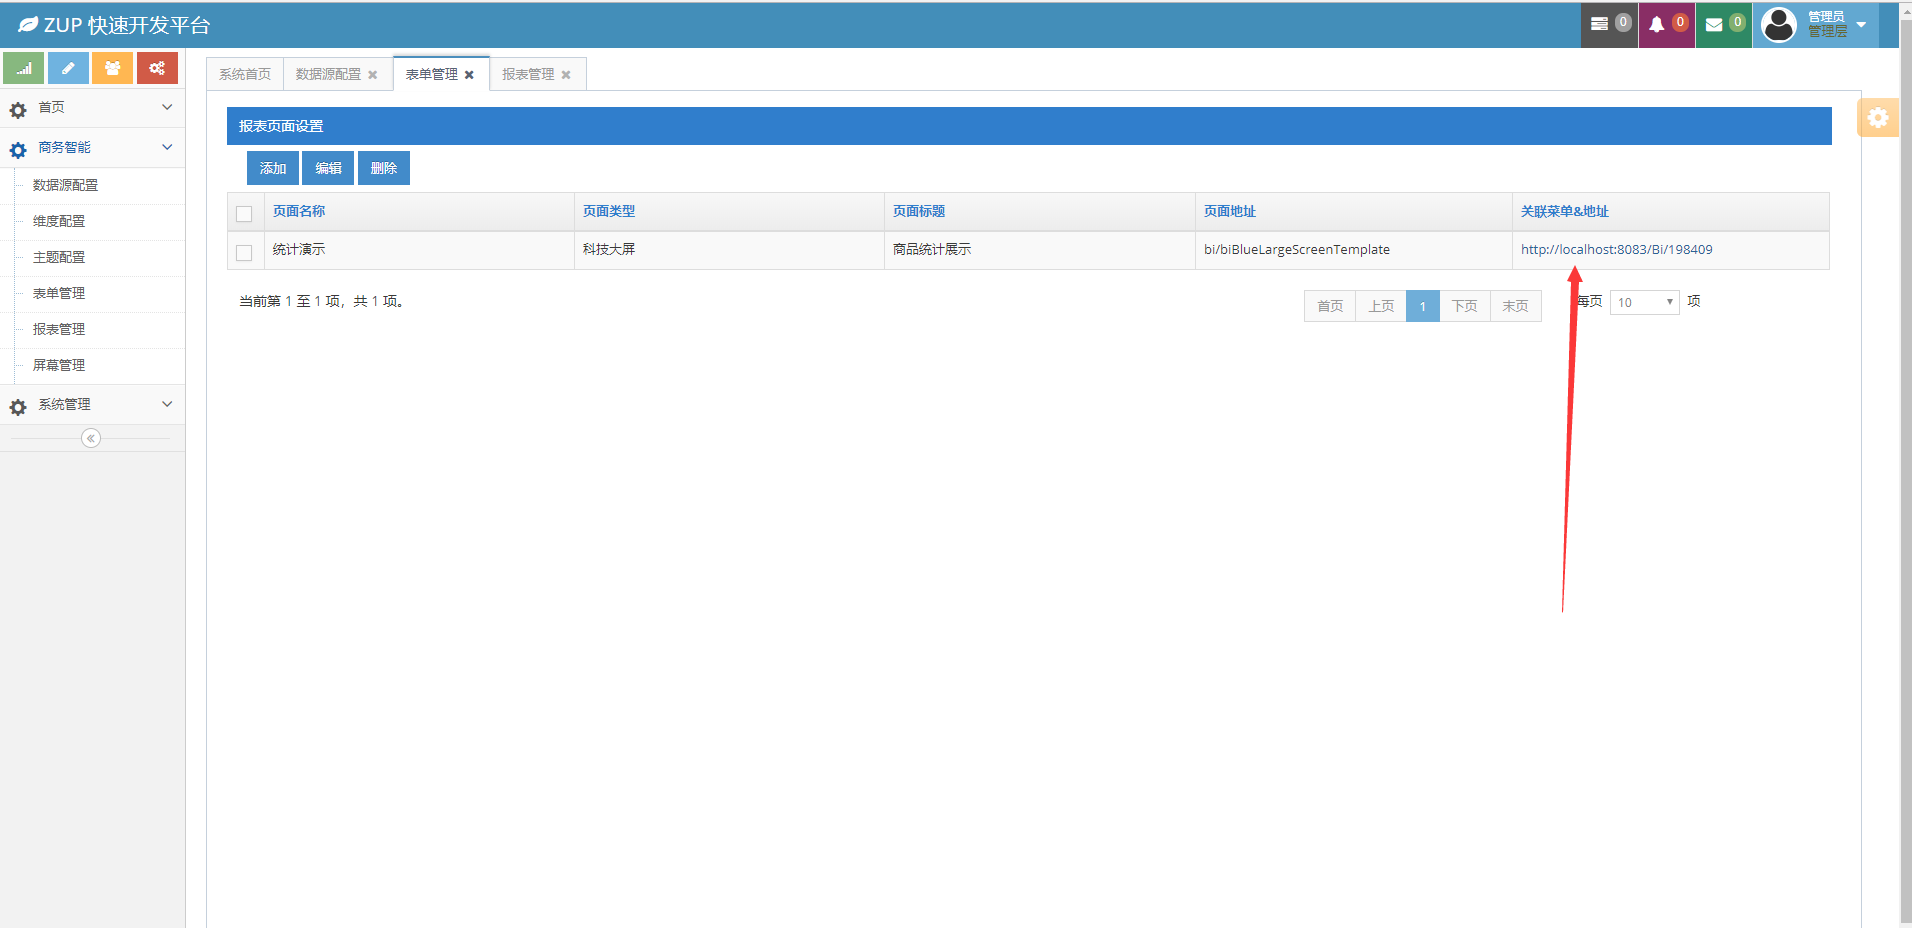 ZUP 快速开发平台
0
0
0
管理员
管理层
首页
商务智能
数据源配置
维度配置
主题配置
表单管理
报表管理
屏幕管理
系统管理
系统首页
数据源配置
表单管理
报表管理
报表页面设置
添加
编辑
删除
页面名称 页面类型 页面标题 页面地址 关联菜单&地址
统计演示 科技大屏 商品统计展示 bi/biBlueLargeScreenTemplate http://localhost:8083/Bi/198409
当前第 1 至 1 项，共 1 项。
首页 上页 1 下页 末页
每页 10 项